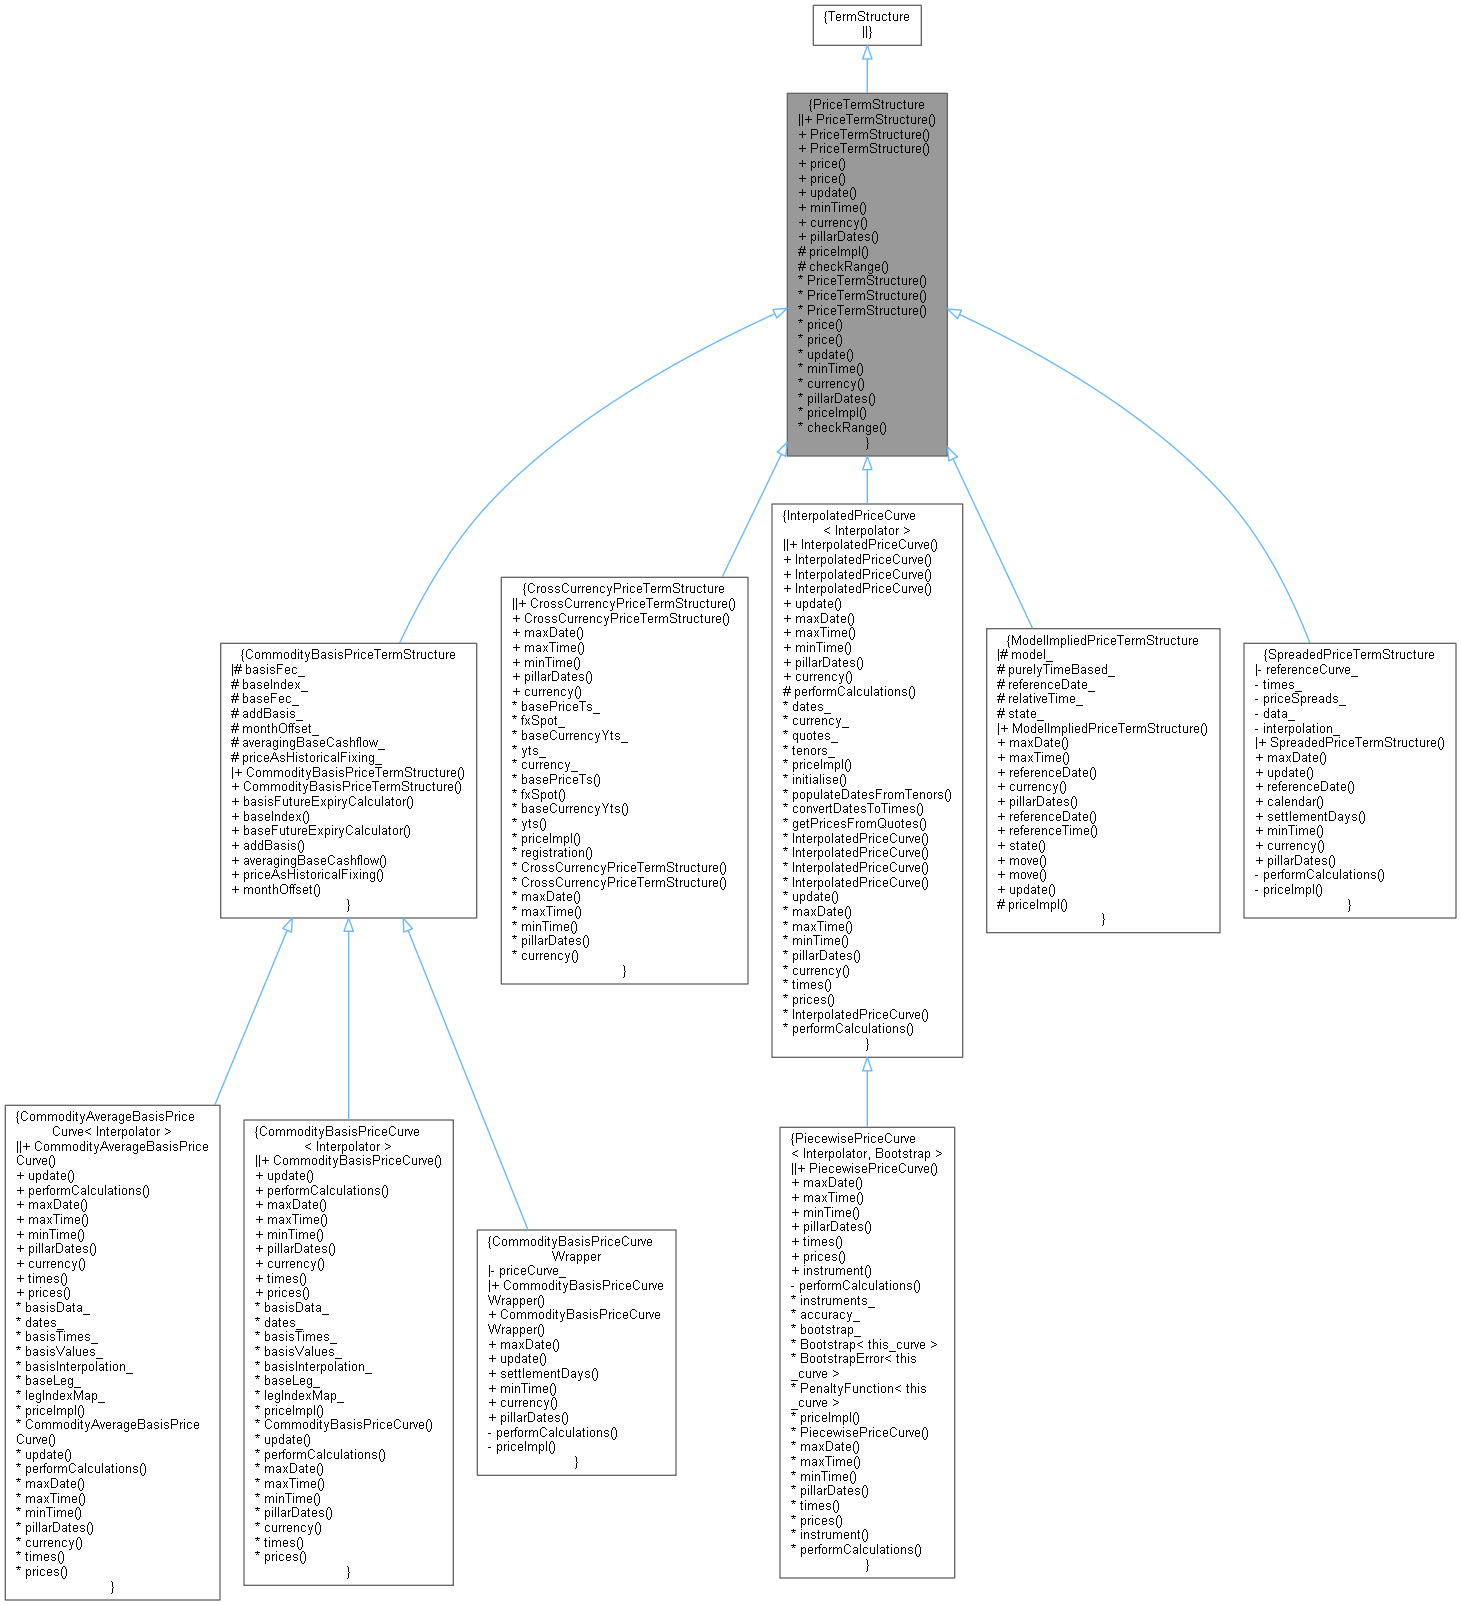 {TermStructure
||}
{PriceTermStructure
||+ PriceTermStructure()
+ PriceTermStructure()
+ PriceTermStructure()
+ price()
+ price()
+ update()
+ minTime()
+ currency()
+ pillarDates()
# priceImpl()
# checkRange()
* PriceTermStructure()
* PriceTermStructure()
* PriceTermStructure()
* price()
* price()
* update()
* minTime()
* currency()
* pillarDates()
* priceImpl()
* checkRange()
}
{CommodityBasisPriceTermStructure
|# basisFec_
# baseIndex_
# baseFec_
# addBasis_
# monthOffset_
# averagingBaseCashflow_
# priceAsHistoricalFixing_
|+ CommodityBasisPriceTermStructure()
+ CommodityBasisPriceTermStructure()
+ basisFutureExpiryCalculator()
+ baseIndex()
+ baseFutureExpiryCalculator()
+ addBasis()
+ averagingBaseCashflow()
+ priceAsHistoricalFixing()
+ monthOffset()
}
{CrossCurrencyPriceTermStructure
||+ CrossCurrencyPriceTermStructure()
+ CrossCurrencyPriceTermStructure()
+ maxDate()
+ maxTime()
+ minTime()
+ pillarDates()
+ currency()
* basePriceTs_
* fxSpot_
* baseCurrencyYts_
* yts_
* currency_
* basePriceTs()
* fxSpot()
* baseCurrencyYts()
* yts()
* priceImpl()
* registration()
* CrossCurrencyPriceTermStructure()
* CrossCurrencyPriceTermStructure()
* maxDate()
* maxTime()
* minTime()
* pillarDates()
* currency()
}
{InterpolatedPriceCurve
< Interpolator >
||+ InterpolatedPriceCurve()
+ InterpolatedPriceCurve()
+ InterpolatedPriceCurve()
+ InterpolatedPriceCurve()
+ update()
+ maxDate()
+ maxTime()
+ minTime()
+ pillarDates()
+ currency()
# performCalculations()
* dates_
* currency_
* quotes_
* tenors_
* priceImpl()
* initialise()
* populateDatesFromTenors()
* convertDatesToTimes()
* getPricesFromQuotes()
* InterpolatedPriceCurve()
* InterpolatedPriceCurve()
* InterpolatedPriceCurve()
* InterpolatedPriceCurve()
* update()
* maxDate()
* maxTime()
* minTime()
* pillarDates()
* currency()
* times()
* prices()
* InterpolatedPriceCurve()
* performCalculations()
}
{ModelImpliedPriceTermStructure
|# model_
# purelyTimeBased_
# referenceDate_
# relativeTime_
# state_
|+ ModelImpliedPriceTermStructure()
+ maxDate()
+ maxTime()
+ referenceDate()
+ currency()
+ pillarDates()
+ referenceDate()
+ referenceTime()
+ state()
+ move()
+ move()
+ update()
# priceImpl()
}
{SpreadedPriceTermStructure
|- referenceCurve_
- times_
- priceSpreads_
- data_
- interpolation_
|+ SpreadedPriceTermStructure()
+ maxDate()
+ update()
+ referenceDate()
+ calendar()
+ settlementDays()
+ minTime()
+ currency()
+ pillarDates()
- performCalculations()
- priceImpl()
}
{CommodityAverageBasisPrice
Curve< Interpolator >
||+ CommodityAverageBasisPrice
Curve()
+ update()
+ performCalculations()
+ maxDate()
+ maxTime()
+ minTime()
+ pillarDates()
+ currency()
+ times()
+ prices()
* basisData_
* dates_
* basisTimes_
* basisValues_
* basisInterpolation_
* baseLeg_
* legIndexMap_
* priceImpl()
* CommodityAverageBasisPrice
Curve()
* update()
* performCalculations()
* maxDate()
* maxTime()
* minTime()
* pillarDates()
* currency()
* times()
* prices()
}
{CommodityBasisPriceCurve
< Interpolator >
||+ CommodityBasisPriceCurve()
+ update()
+ performCalculations()
+ maxDate()
+ maxTime()
+ minTime()
+ pillarDates()
+ currency()
+ times()
+ prices()
* basisData_
* dates_
* basisTimes_
* basisValues_
* basisInterpolation_
* baseLeg_
* legIndexMap_
* priceImpl()
* CommodityBasisPriceCurve()
* update()
* performCalculations()
* maxDate()
* maxTime()
* minTime()
* pillarDates()
* currency()
* times()
* prices()
}
{CommodityBasisPriceCurve
Wrapper
|- priceCurve_
|+ CommodityBasisPriceCurve
Wrapper()
+ CommodityBasisPriceCurve
Wrapper()
+ maxDate()
+ update()
+ settlementDays()
+ minTime()
+ currency()
+ pillarDates()
- performCalculations()
- priceImpl()
}
{PiecewisePriceCurve
< Interpolator, Bootstrap >
||+ PiecewisePriceCurve()
+ maxDate()
+ maxTime()
+ minTime()
+ pillarDates()
+ times()
+ prices()
+ instrument()
- performCalculations()
* instruments_
* accuracy_
* bootstrap_
* Bootstrap< this_curve >
* BootstrapError< this
_curve >
* PenaltyFunction< this
_curve >
* priceImpl()
* PiecewisePriceCurve()
* maxDate()
* maxTime()
* minTime()
* pillarDates()
* times()
* prices()
* instrument()
* performCalculations()
}